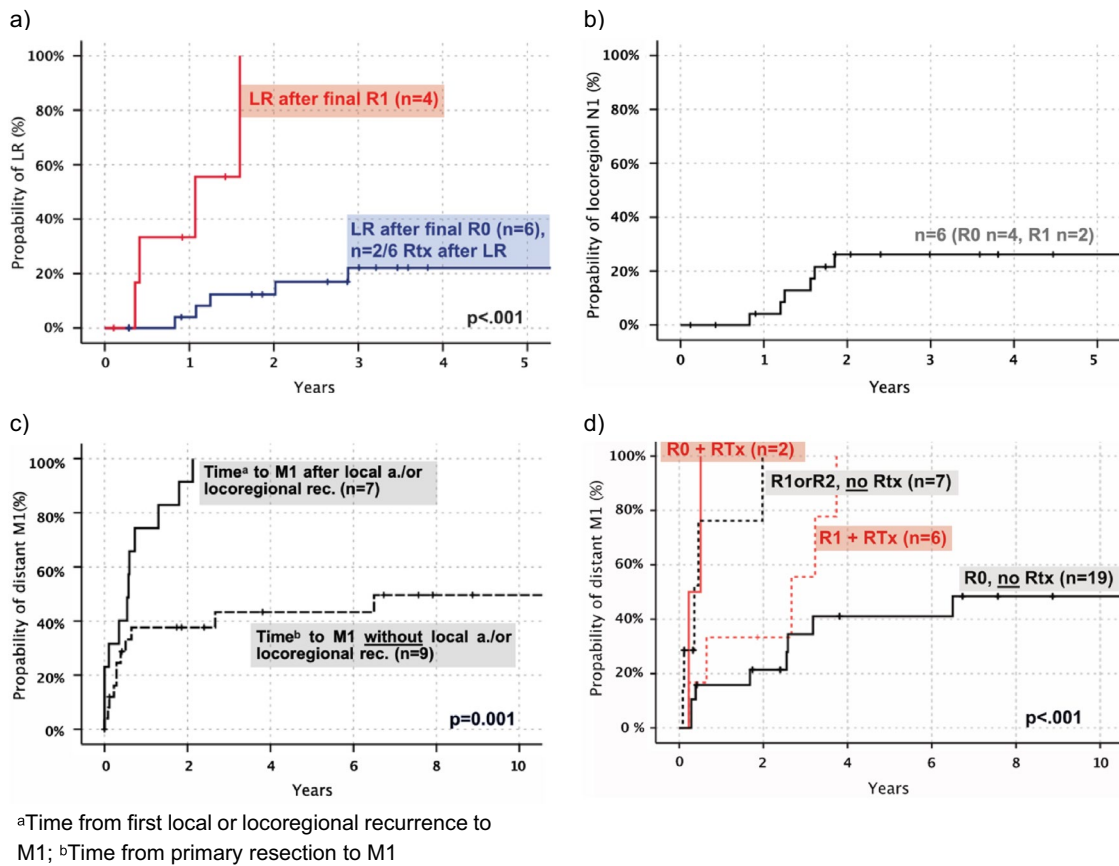 a)
100%
80%
60%
40%
20%
0%
Propability of LR (%)
LR after final R1 (n=4)
LR after final R0 (n=6),
n=2/6 Rtx after LR
p<.001
0 1 2 3 4 5
Years
b)
100%
80%
60%
40%
20%
0%
Propability of locoregionl N1 (%)
n=6 (R0 n=4, R1 n=2)
0 1 2 3 4 5
Years
c)
100%
80%
60%
40%
20%
0%
Propability of distant M1(%)
Timeᵃ to M1 after local a./or
locoregional rec. (n=7)
Timeᵇ to M1 without local a./or
locoregional rec. (n=9)
p=0.001
0 2 4 6 8 10
Years
d)
100%
80%
60%
40%
20%
0%
Propability of distant M1 (%)
R0 + RTx (n=2)
R1orR2, no Rtx (n=7)
R1 + RTx (n=6)
R0, no Rtx (n=19)
p<.001
0 2 4 6 8 10
Years
ᵃTime from first local or locoregional recurrence to
M1; ᵇTime from primary resection to M1